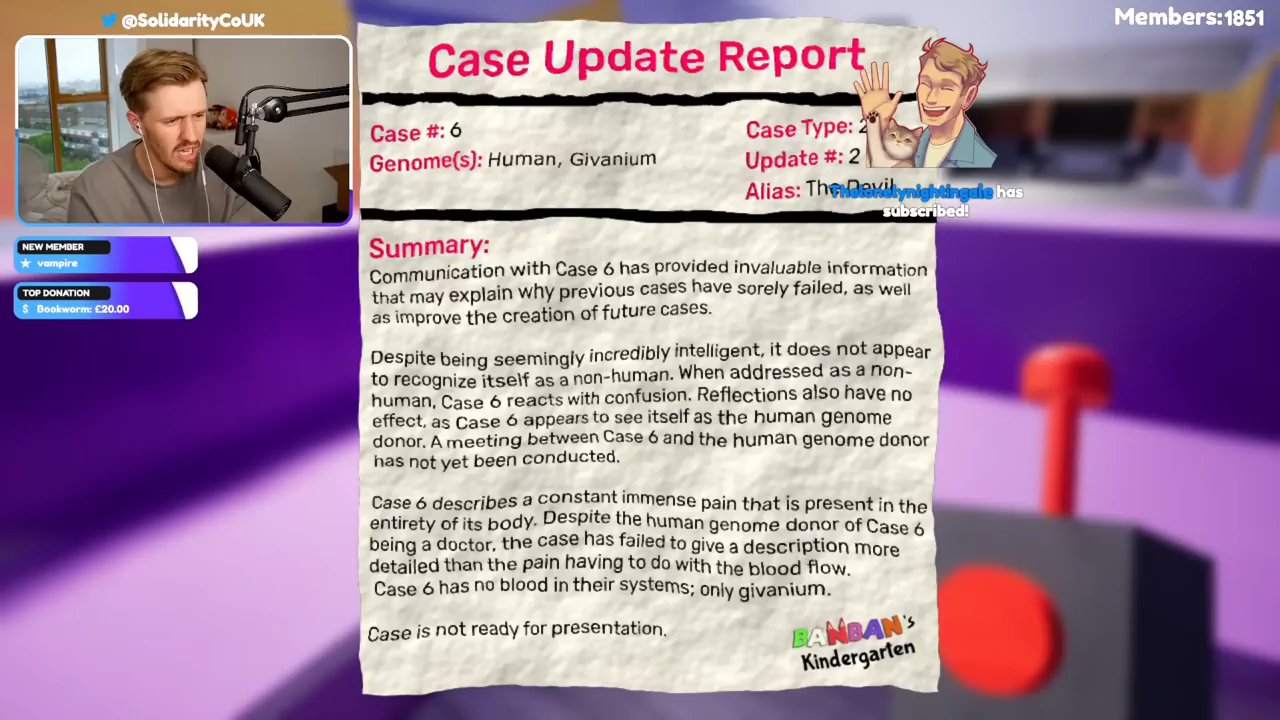 @SolidarityCoUK
Members:1851
NEW MEMBER
vampire
TOP DONATION
$ Bookworm: £20.00
Case Update Report
Case #: 6
Genome(s): Human, Givanium
Case Type: 2
Update #: 2
Alias: The Devil
Thelonelynightingale has
subscribed!
Summary:
Communication with Case 6 has provided invaluable information
that may explain why previous cases have sorely failed, as well
as improve the creation of future cases.
Despite being seemingly incredibly intelligent, it does not appear
to recognize itself as a non-human. When addressed as a non-
human, Case 6 reacts with confusion. Reflections also have no
effect, as Case 6 appears to see itself as the human genome
donor. A meeting between Case 6 and the human genome donor
has not yet been conducted.
Case 6 describes a constant immense pain that is present in the
entirety of its body. Despite the human genome donor of Case 6
being a doctor, the case has failed to give a description more
detailed than the pain having to do with the blood flow.
Case 6 has no blood in their systems; only givanium.
Case is not ready for presentation.
BANBAN's
Kindergarten